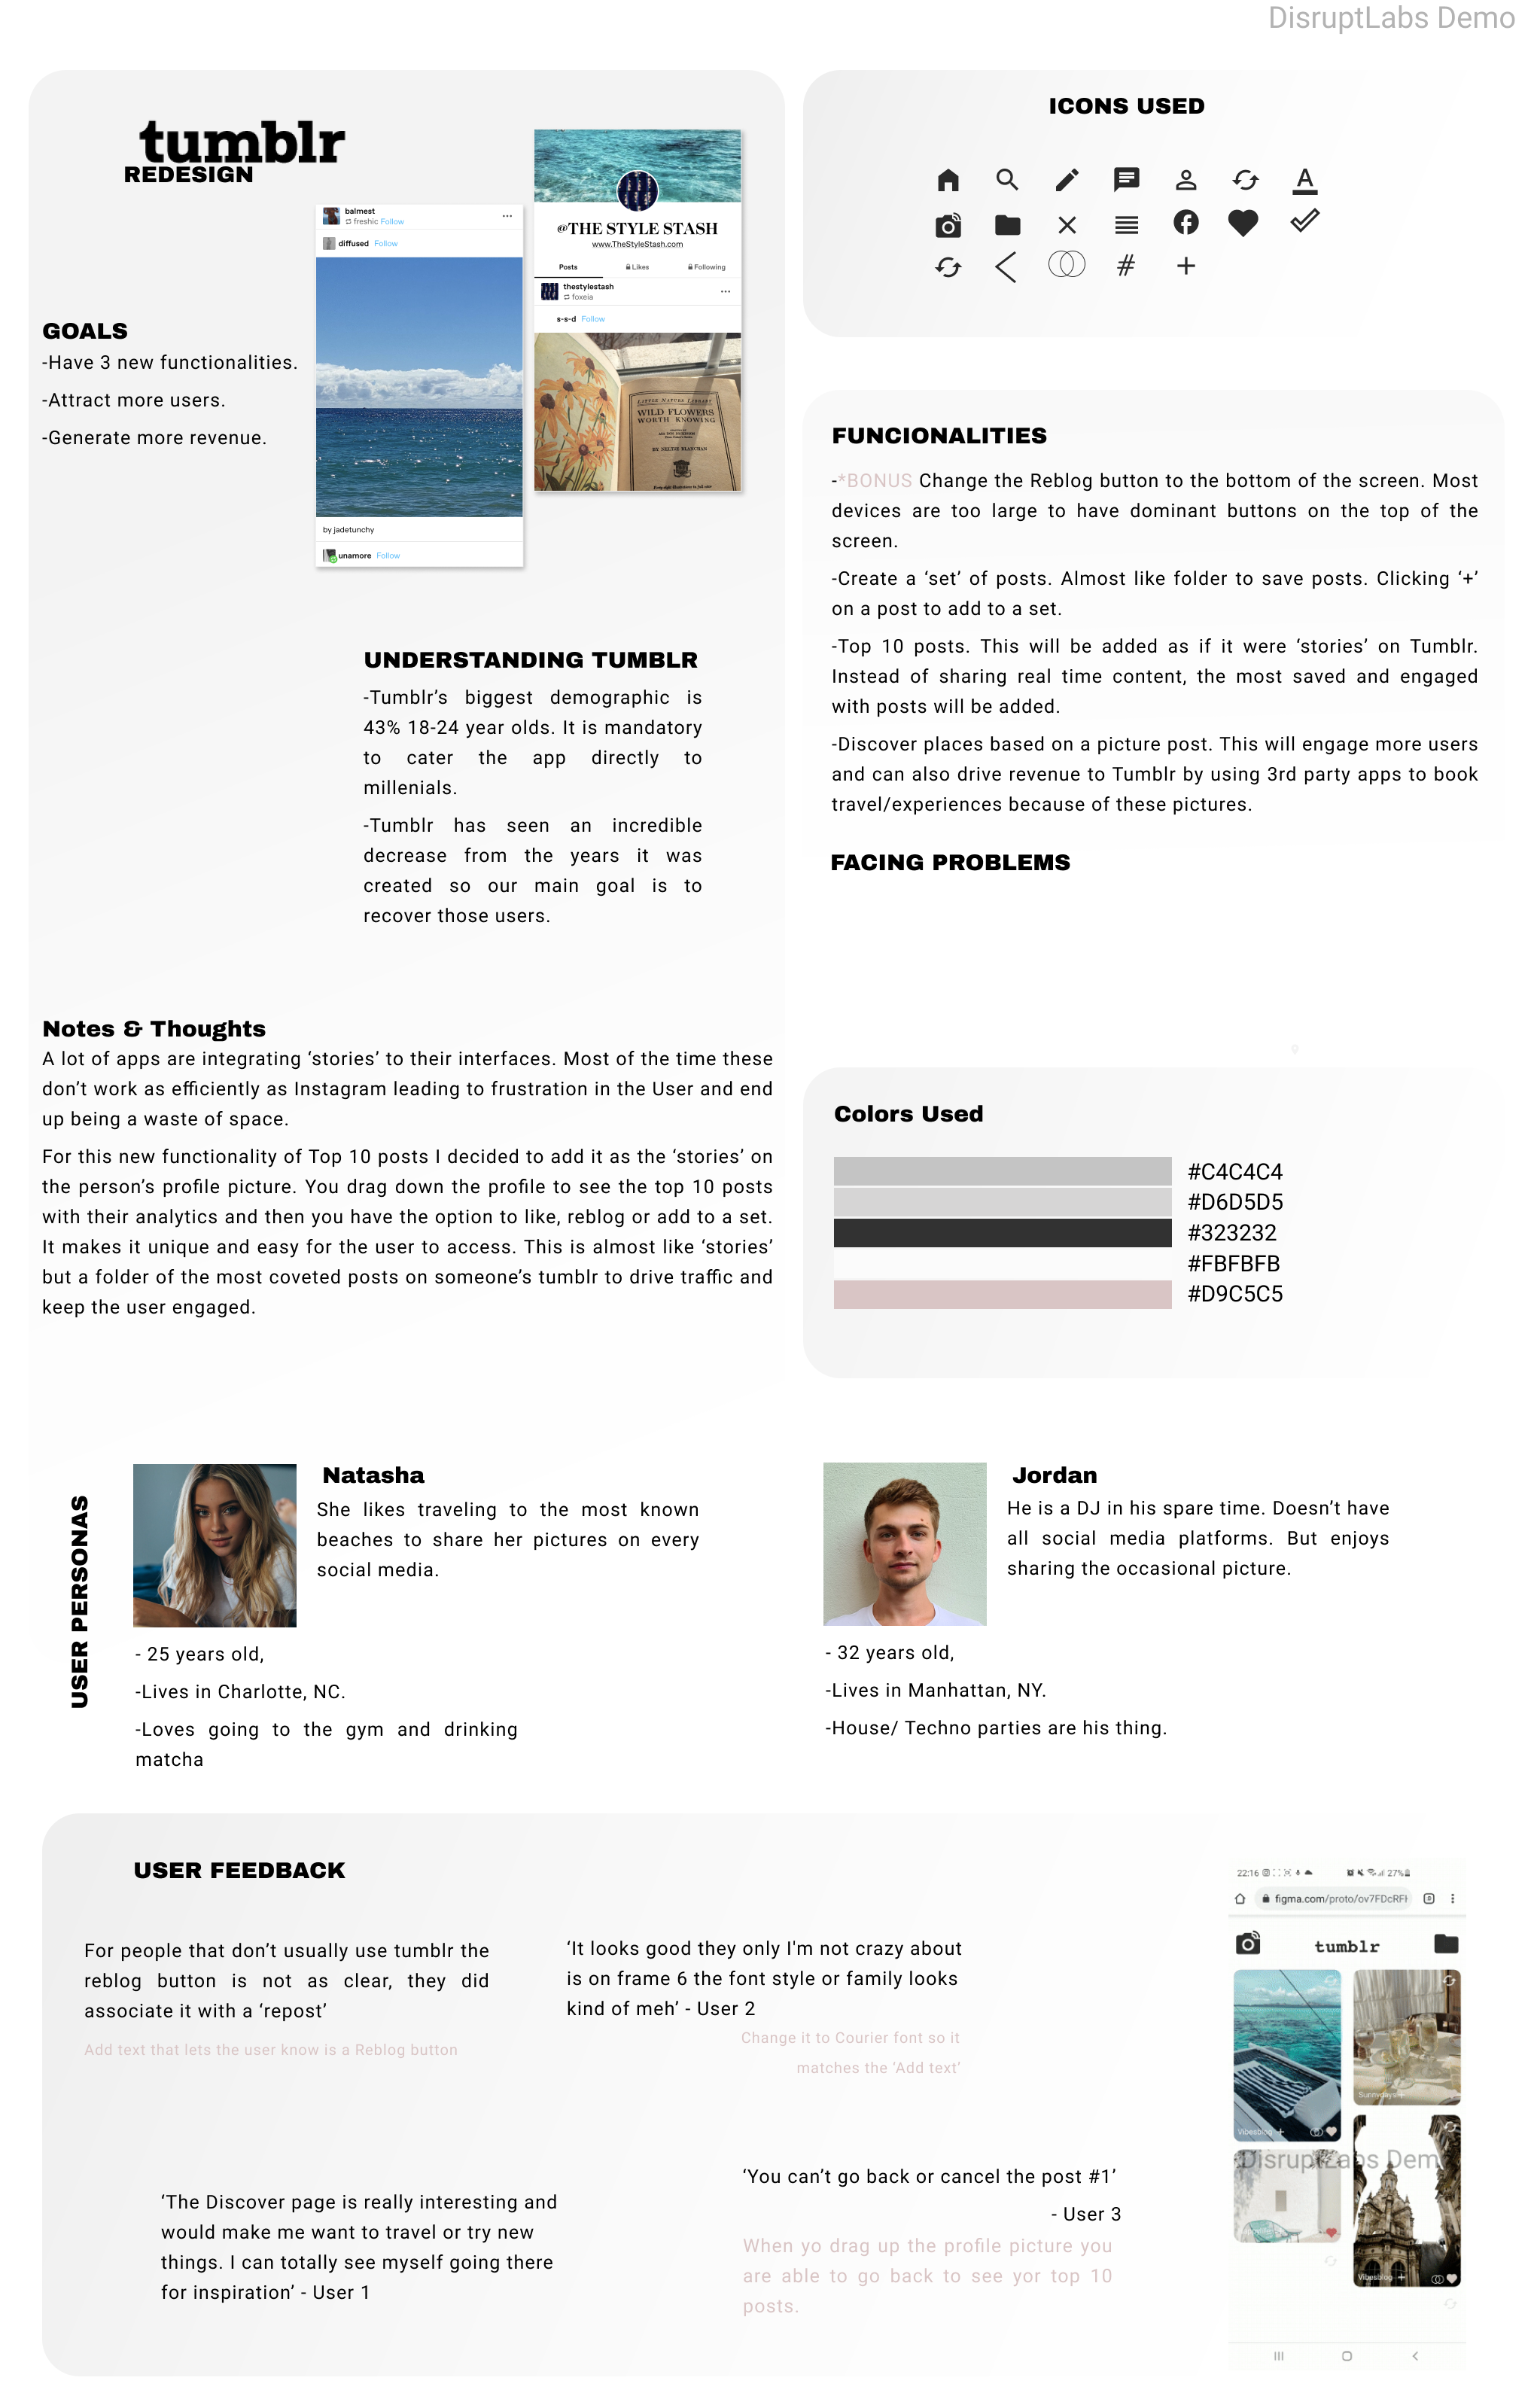 DisruptLabs Demo
tumblr
REDESIGN
balmest
freshic Follow
diffused Follow
by jadetunchy
unamore Follow
@THE STYLE STASH
www.TheStyleStash.com
Posts Likes Following
thestylestash
foxeia
s-s-d Follow
LITTLE NATURE LIBRARY
WILD FLOWERS
WORTH KNOWING
BY NELTJE BLANCHAN
GOALS
-Have 3 new functionalities.
-Attract more users.
-Generate more revenue.
UNDERSTANDING TUMBLR
-Tumblr’s biggest demographic is
43% 18-24 year olds. It is mandatory
to cater the app directly to
millenials.
-Tumblr has seen an incredible
decrease from the years it was
created so our main goal is to
recover those users.
Notes & Thoughts
A lot of apps are integrating ‘stories’ to their interfaces. Most of the time these
don’t work as efficiently as Instagram leading to frustration in the User and end
up being a waste of space.
For this new functionality of Top 10 posts I decided to add it as the ‘stories’ on
the person’s profile picture. You drag down the profile to see the top 10 posts
with their analytics and then you have the option to like, reblog or add to a set.
It makes it unique and easy for the user to access. This is almost like ‘stories’
but a folder of the most coveted posts on someone’s tumblr to drive traffic and
keep the user engaged.
ICONS USED
A
#
+
FUNCIONALITIES
-*BONUS Change the Reblog button to the bottom of the screen. Most
devices are too large to have dominant buttons on the top of the
screen.
-Create a ‘set’ of posts. Almost like folder to save posts. Clicking ‘+’
on a post to add to a set.
-Top 10 posts. This will be added as if it were ‘stories’ on Tumblr.
Instead of sharing real time content, the most saved and engaged
with posts will be added.
-Discover places based on a picture post. This will engage more users
and can also drive revenue to Tumblr by using 3rd party apps to book
travel/experiences because of these pictures.
FACING PROBLEMS
Colors Used
#C4C4C4
#D6D5D5
#323232
#FBFBFB
#D9C5C5
USER PERSONAS
Natasha
She likes traveling to the most known
beaches to share her pictures on every
social media.
- 25 years old,
-Lives in Charlotte, NC.
-Loves going to the gym and drinking
matcha
Jordan
He is a DJ in his spare time. Doesn’t have
all social media platforms. But enjoys
sharing the occasional picture.
- 32 years old,
-Lives in Manhattan, NY.
-House/ Techno parties are his thing.
USER FEEDBACK
For people that don’t usually use tumblr the
reblog button is not as clear, they did
associate it with a ‘repost’
Add text that lets the user know is a Reblog button
‘It looks good they only I'm not crazy about
is on frame 6 the font style or family looks
kind of meh’ - User 2
Change it to Courier font so it
matches the ‘Add text’
‘The Discover page is really interesting and
would make me want to travel or try new
things. I can totally see myself going there
for inspiration’ - User 1
‘You can’t go back or cancel the post #1’
- User 3
When yo drag up the profile picture you
are able to go back to see yor top 10
posts.
22:16 27%
figma.com/proto/ov7FDcRFH
tumblr
Sunnydays +
Vibesblog +
DisruptLabs Demo
Vibesblog +